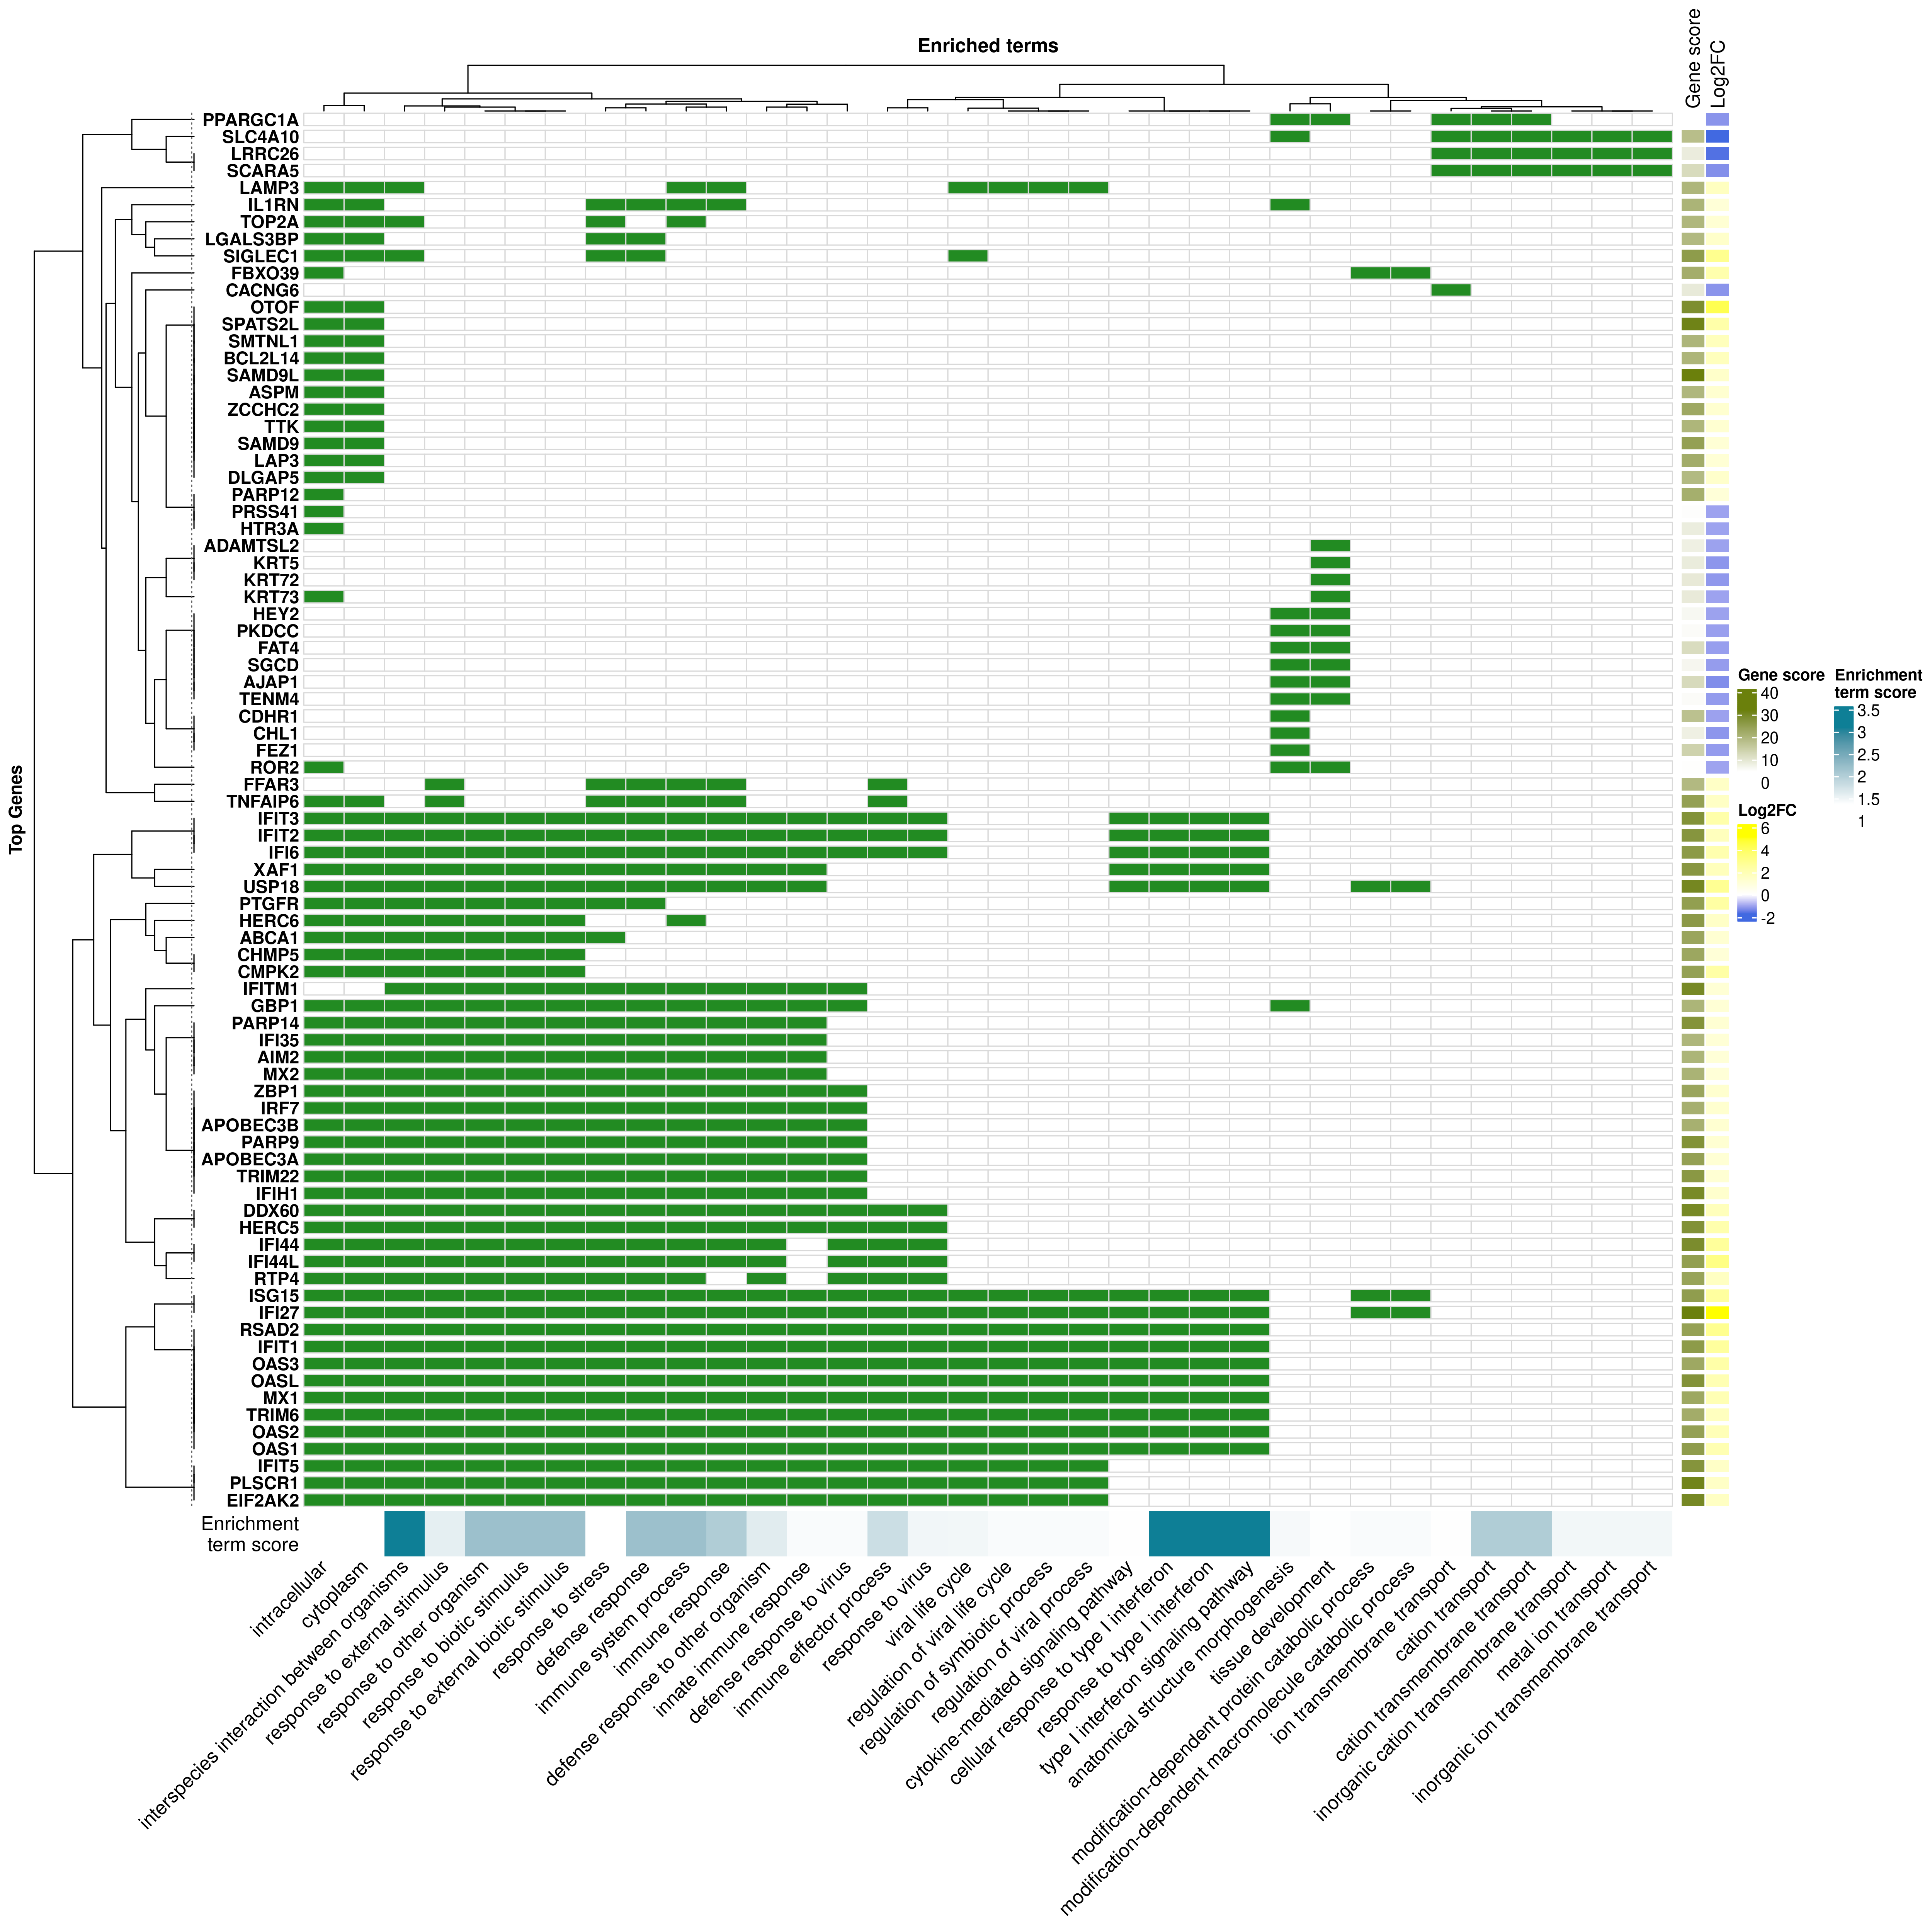 Enriched terms
Gene score
Log2FC
Top Genes
PPARGC1A
SLC4A10
LRRC26
SCARA5
LAMP3
IL1RN
TOP2A
LGALS3BP
SIGLEC1
FBXO39
CACNG6
OTOF
SPATS2L
SMTNL1
BCL2L14
SAMD9L
ASPM
ZCCHC2
TTK
SAMD9
LAP3
DLGAP5
PARP12
PRSS41
HTR3A
ADAMTSL2
KRT5
KRT72
KRT73
HEY2
PKDCC
FAT4
SGCD
AJAP1
TENM4
CDHR1
CHL1
FEZ1
ROR2
FFAR3
TNFAIP6
IFIT3
IFIT2
IFI6
XAF1
USP18
PTGFR
HERC6
ABCA1
CHMP5
CMPK2
IFITM1
GBP1
PARP14
IFI35
AIM2
MX2
ZBP1
IRF7
APOBEC3B
PARP9
APOBEC3A
TRIM22
IFIH1
DDX60
HERC5
IFI44
IFI44L
RTP4
ISG15
IFI27
RSAD2
IFIT1
OAS3
OASL
MX1
TRIM6
OAS2
OAS1
IFIT5
PLSCR1
EIF2AK2
Enrichment
term score
intracellular
cytoplasm
interspecies interaction between organisms
response to external stimulus
response to other organism
response to biotic stimulus
response to external biotic stimulus
response to stress
defense response
immune system process
immune response
defense response to other organism
innate immune response
defense response to virus
immune effector process
response to virus
viral life cycle
regulation of viral life cycle
regulation of symbiotic process
regulation of viral process
cytokine-mediated signaling pathway
cellular response to type I interferon
response to type I interferon
type I interferon signaling pathway
anatomical structure morphogenesis
tissue development
modification-dependent protein catabolic process
modification-dependent macromolecule catabolic process
ion transmembrane transport
cation transport
cation transmembrane transport
inorganic cation transmembrane transport
metal ion transport
inorganic ion transmembrane transport
Gene score
40
30
20
10
0
Log2FC
6
4
2
0
-2
Enrichment
term score
3.5
3
2.5
2
1.5
1